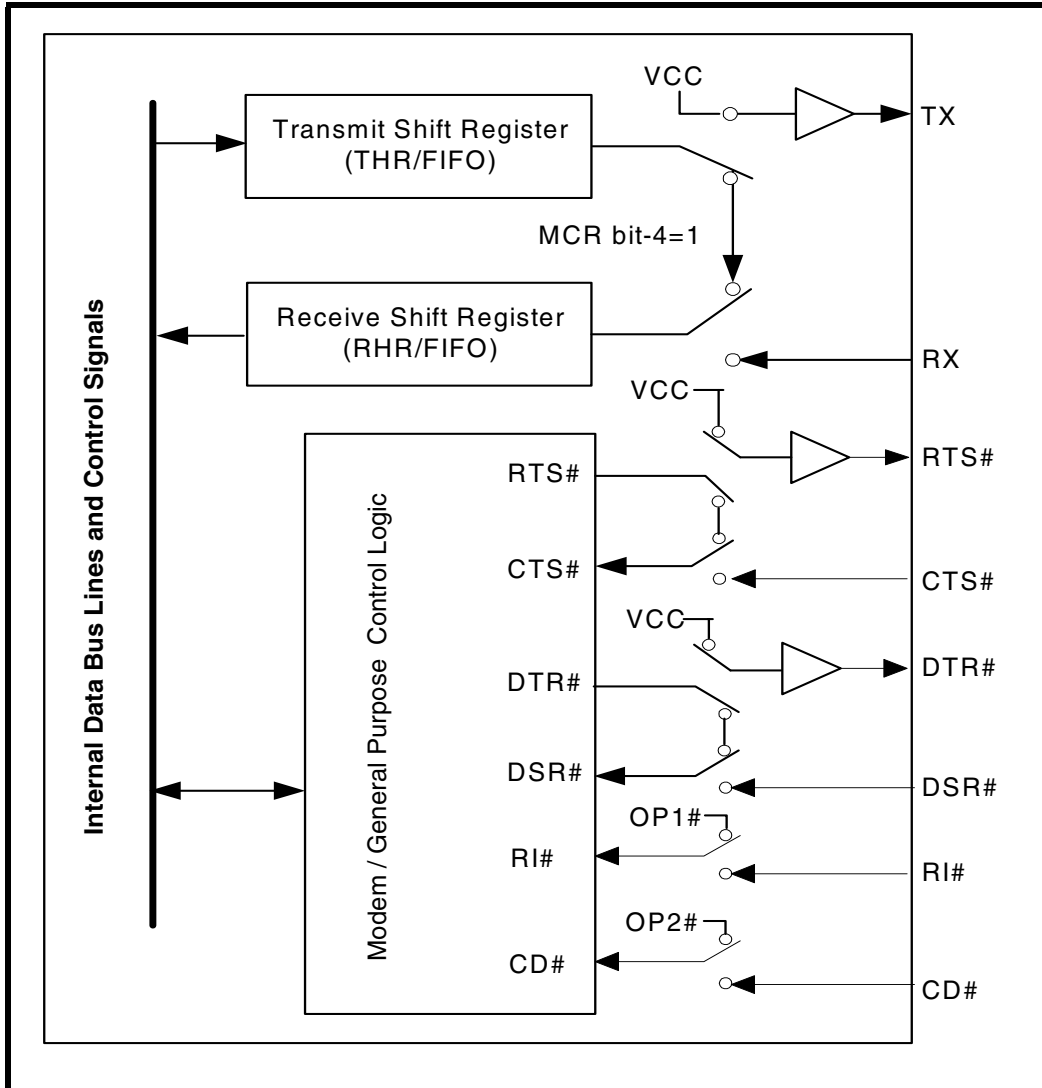 VCC
TX
Transmit Shift Register
(THR/FIFO)
MCR bit-4=1
Receive Shift Register
(RHR/FIFO)
RX
VCC
RTS#
RTS#
CTS#
CTS#
VCC
DTR#
DTR#
DSR#
DSR#
OP1#
RI#
RI#
OP2#
CD#
CD#
Internal Data Bus Lines and Control Signals
Modem / General Purpose Control Logic